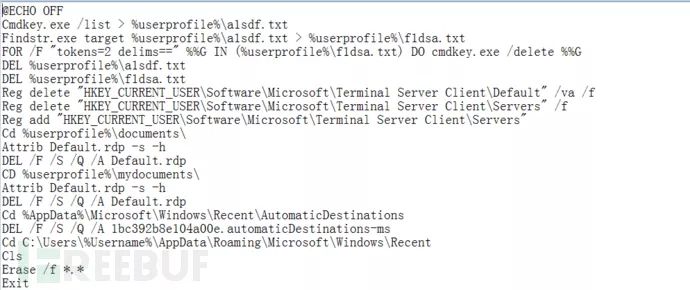 @ECHO OFF
Cmdkey.exe /list > %userprofile%\alsdf.txt
Findstr.exe target %userprofile%\alsdf.txt > %userprofile%\fldsa.txt
FOR /F "tokens=2 delims==" %%G IN (%userprofile%\fldsa.txt) DO cmdkey.exe /delete %%G
DEL %userprofile%\alsdf.txt
DEL %userprofile%\fldsa.txt
Reg delete "HKEY_CURRENT_USER\Software\Microsoft\Terminal Server Client\Default" /va /f
Reg delete "HKEY_CURRENT_USER\Software\Microsoft\Terminal Server Client\Servers" /f
Reg add "HKEY_CURRENT_USER\Software\Microsoft\Terminal Server Client\Servers"
Cd %userprofile%\documents\
Attrib Default.rdp -s -h
DEL /F /S /Q /A Default.rdp
CD %userprofile%\mydocuments\
Attrib Default.rdp -s -h
DEL /F /S /Q /A Default.rdp
Cd %AppData%\Microsoft\Windows\Recent\AutomaticDestinations
DEL /F /S /Q /A 1bc392b8e104a00e.automaticDestinations-ms
Cd C:\Users\%Username%\AppData\Roaming\Microsoft\Windows\Recent
Cls
Erase /f *.*
Exit
FREEBUF